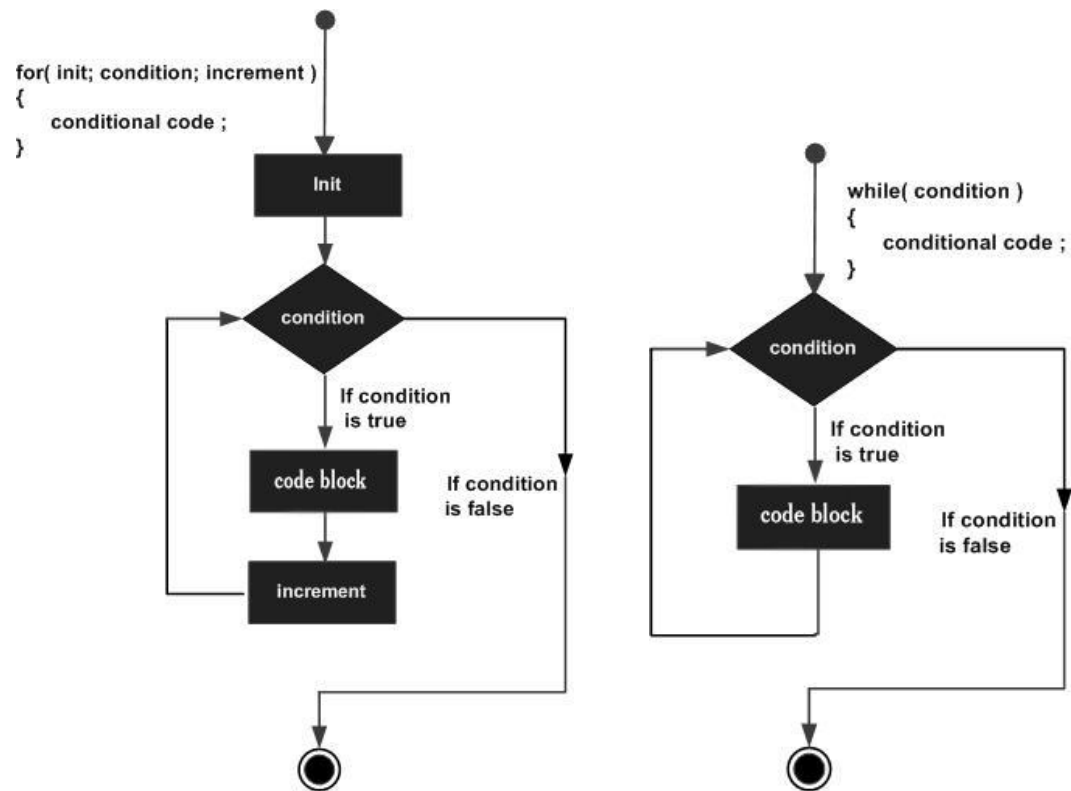 for( init; condition; increment )
{
conditional code ;
}
Init
condition
If condition
is true
code block
If condition
is false
increment
while( condition )
{
conditional code ;
}
condition
If condition
is true
code block
If condition
is false